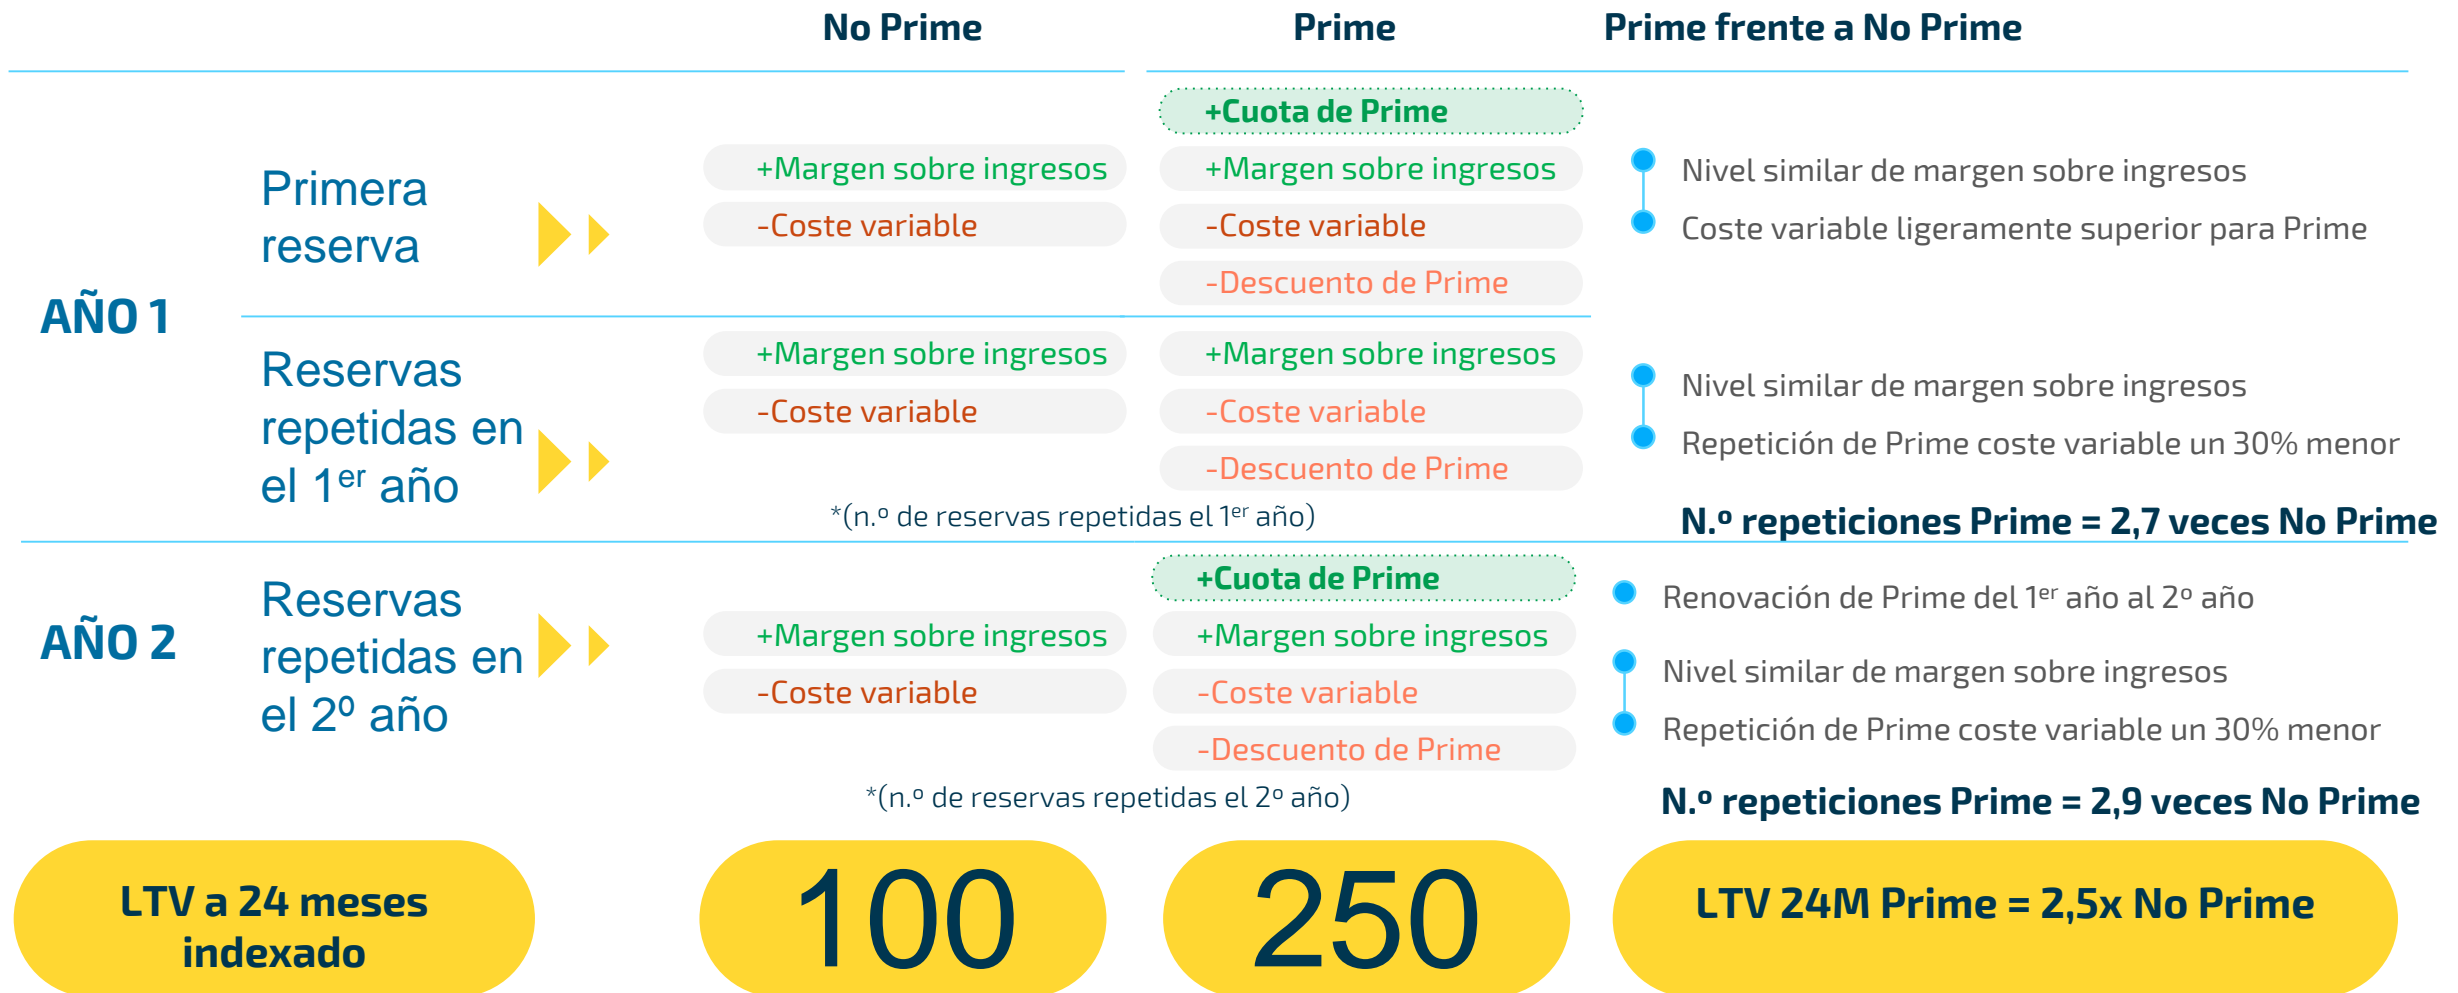 No Prime
Prime
Prime frente a No Prime
AÑO 1
Primera
reserva
+Margen sobre ingresos
-Coste variable
+Cuota de Prime
+Margen sobre ingresos
-Coste variable
-Descuento de Prime
Nivel similar de margen sobre ingresos
Coste variable ligeramente superior para Prime
Reservas
repetidas en
el 1er año
+Margen sobre ingresos
-Coste variable
+Margen sobre ingresos
-Coste variable
-Descuento de Prime
*(n.º de reservas repetidas el 1er año)
Nivel similar de margen sobre ingresos
Repetición de Prime coste variable un 30% menor
N.º repeticiones Prime = 2,7 veces No Prime
AÑO 2
Reservas
repetidas en
el 2º año
+Margen sobre ingresos
-Coste variable
+Cuota de Prime
+Margen sobre ingresos
-Coste variable
-Descuento de Prime
*(n.º de reservas repetidas el 2º año)
Renovación de Prime del 1er año al 2º año
Nivel similar de margen sobre ingresos
Repetición de Prime coste variable un 30% menor
N.º repeticiones Prime = 2,9 veces No Prime
LTV a 24 meses
indexado
100
250
LTV 24M Prime = 2,5x No Prime